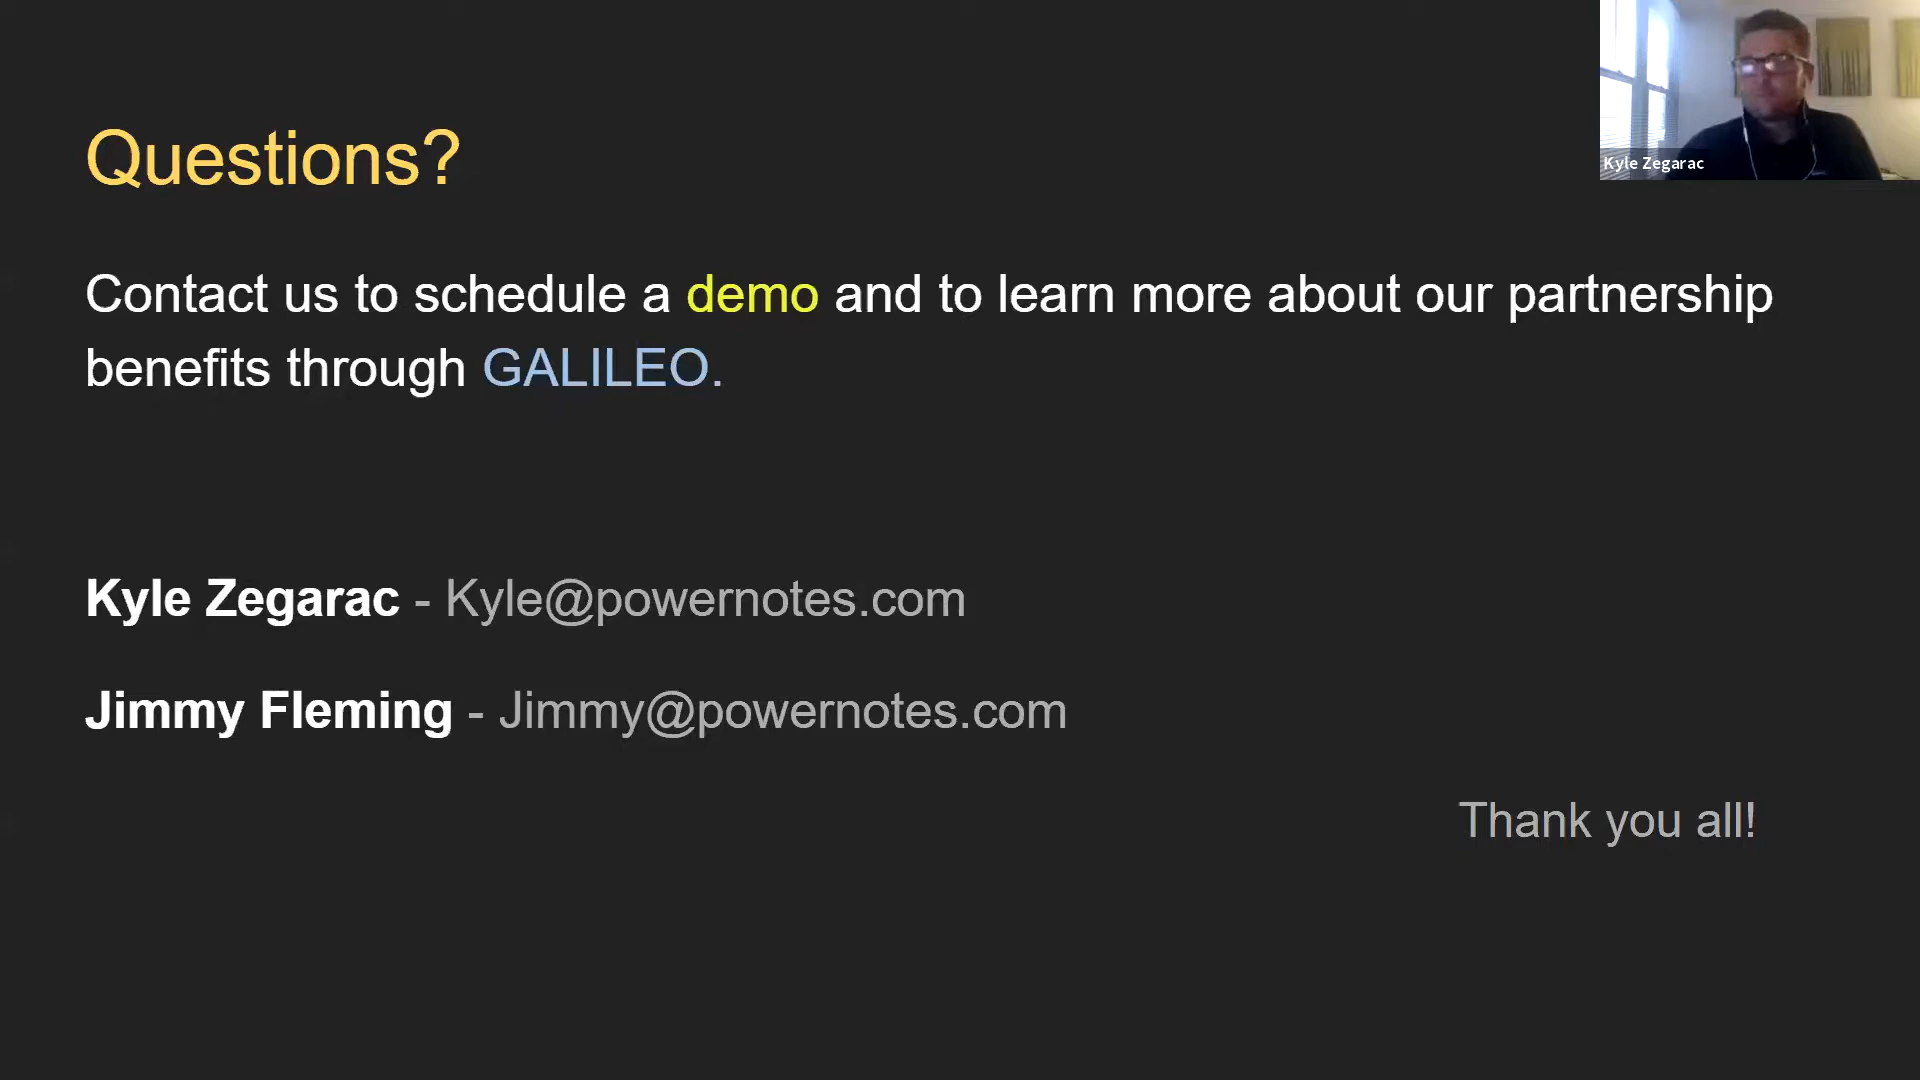 Kyle Zegarac
Questions?
Contact us to schedule a demo and to learn more about our partnership
benefits through GALILEO.
Kyle Zegarac - Kyle@powernotes.com
Jimmy Fleming - Jimmy@powernotes.com
Thank you all!